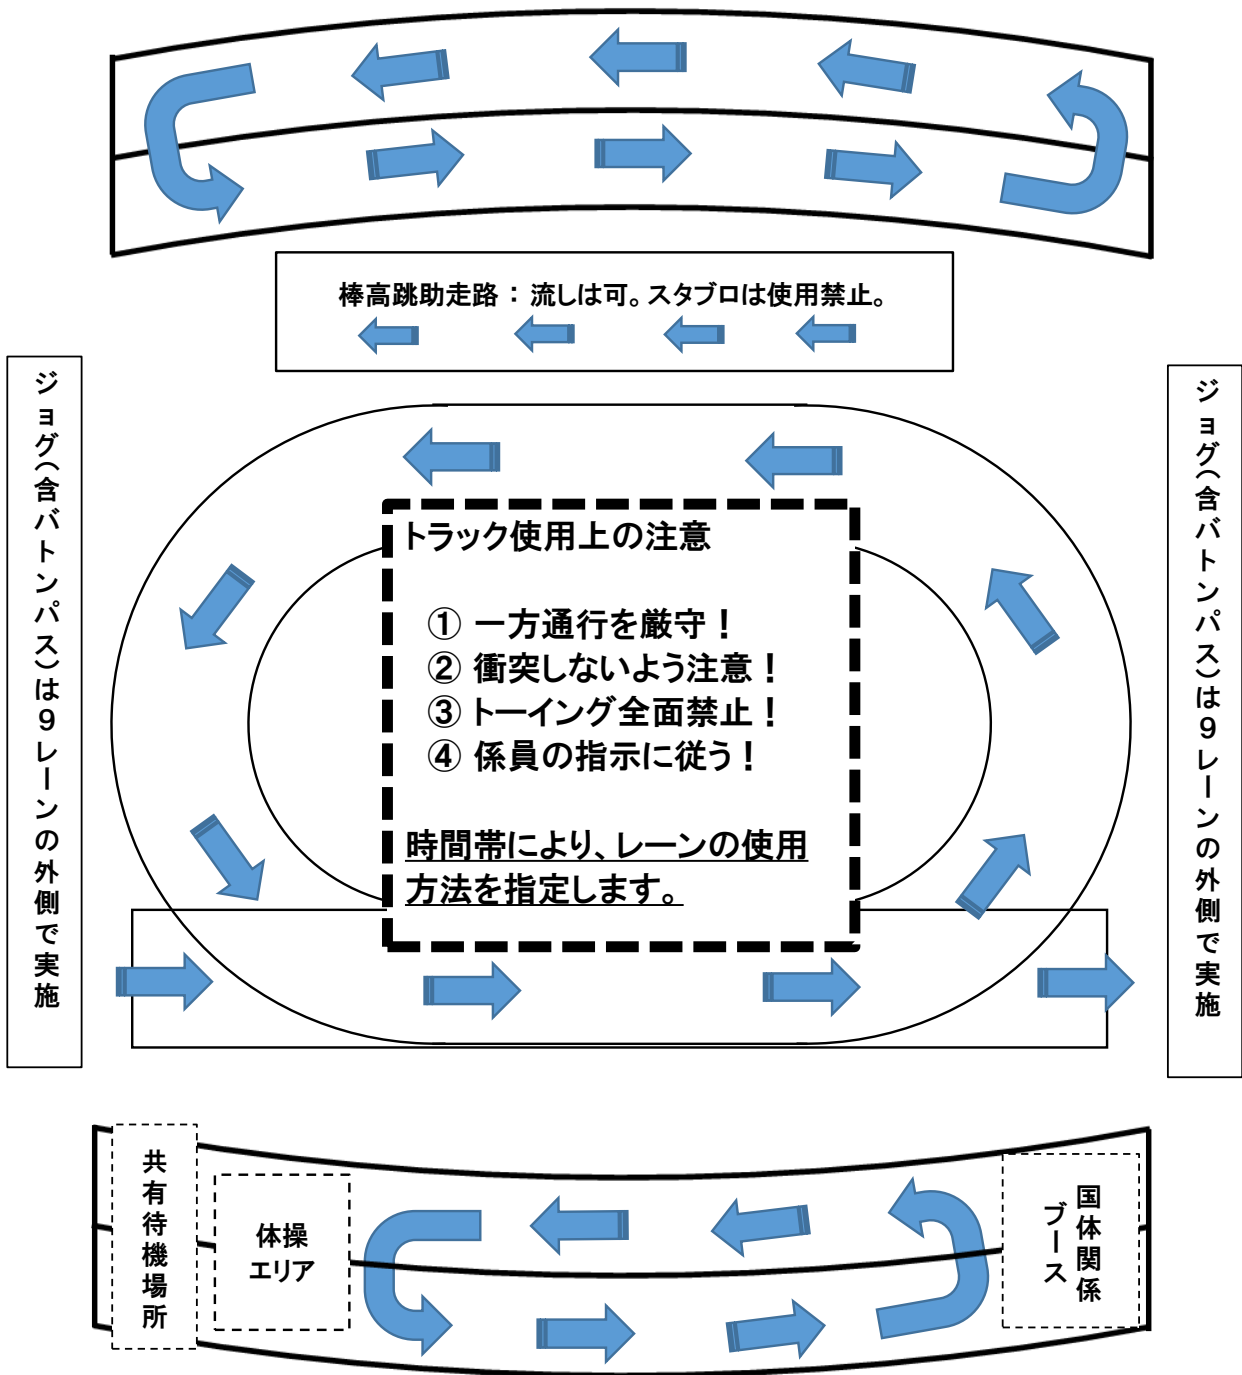 棒高跳助走路：流しは可。スタブロは使用禁止。
ジョグ(含バトンパス)は9レーンの外側で実施
トラック使用上の注意
① 一方通行を厳守！
② 衝突しないよう注意！
③ トーイング全面禁止！
④ 係員の指示に従う！
時間帯により、レーンの使用
方法を指定します。
ジョグ(含バトンパス)は9レーンの外側で実施
共有待機場所
体操
エリア
国体関係
ブース